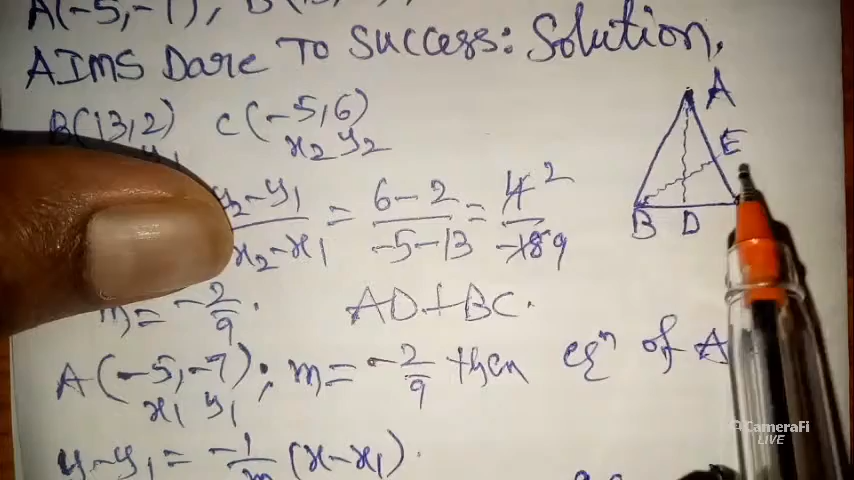 A(-5,-7), B(13,
AIMS Dare To Success: Solution,
B(13,2) C(-5,6)
y1 x2 y2
y2-y1/x2-x1 = 6-2/-5-13 = 4 2/-18 9
m = -2/9. AD⊥BC.
A(-5,-7); m = -2/9 then eqn of A
x1 y1
y-y1 = -1/m (x-x1).
A
E
B D
CameraFi
LIVE